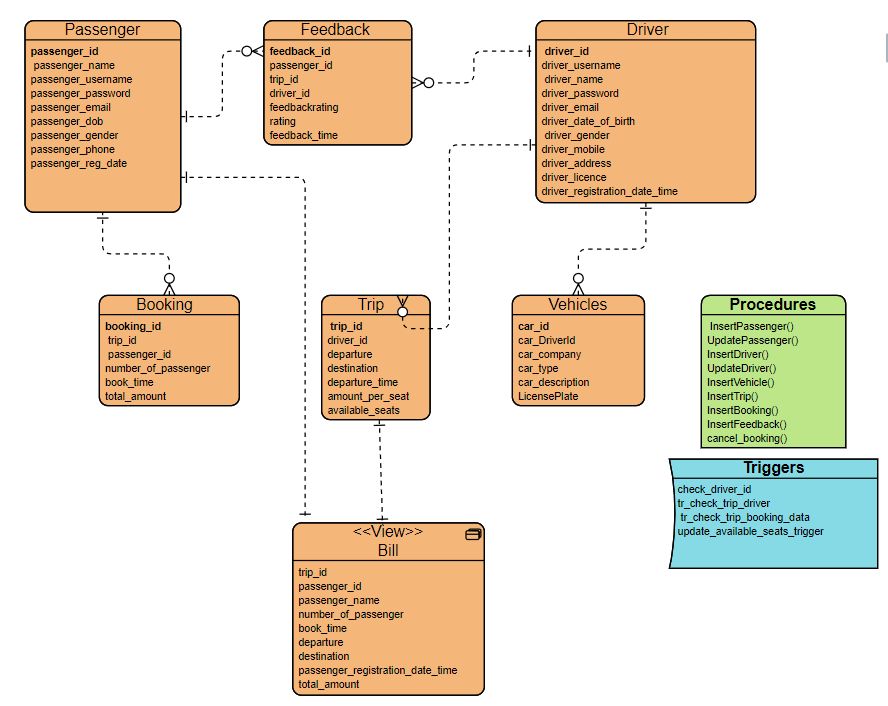 Passenger
passenger_id
passenger_name
passenger_username
passenger_password
passenger_email
passenger_dob
passenger_gender
passenger_phone
passenger_reg_date
Feedback
feedback_id
passenger_id
trip_id
driver_id
feedbackrating
rating
feedback_time
Driver
driver_id
driver_username
driver_name
driver_password
driver_email
driver_date_of_birth
driver_gender
driver_mobile
driver_address
driver_licence
driver_registration_date_time
Booking
booking_id
trip_id
passenger_id
number_of_passenger
book_time
total_amount
Trip
trip_id
driver_id
departure
destination
departure_time
amount_per_seat
available_seats
Vehicles
car_id
car_DriverId
car_company
car_type
car_description
LicensePlate
Procedures
InsertPassenger()
UpdatePassenger()
InsertDriver()
UpdateDriver()
InsertVehicle()
InsertTrip()
InsertBooking()
InsertFeedback()
cancel_booking()
Triggers
check_driver_id
tr_check_trip_driver
tr_check_trip_booking_data
update_available_seats_trigger
<<View>>
Bill
trip_id
passenger_id
passenger_name
number_of_passenger
book_time
departure
destination
passenger_registration_date_time
total_amount